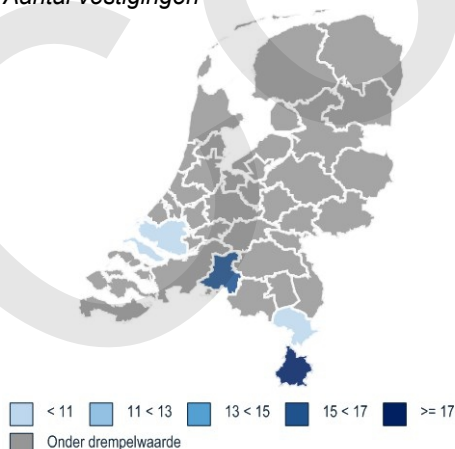 Aantal vestigingen
< 11 11 < 13 13 < 15 15 < 17 >= 17
Onder drempelwaarde